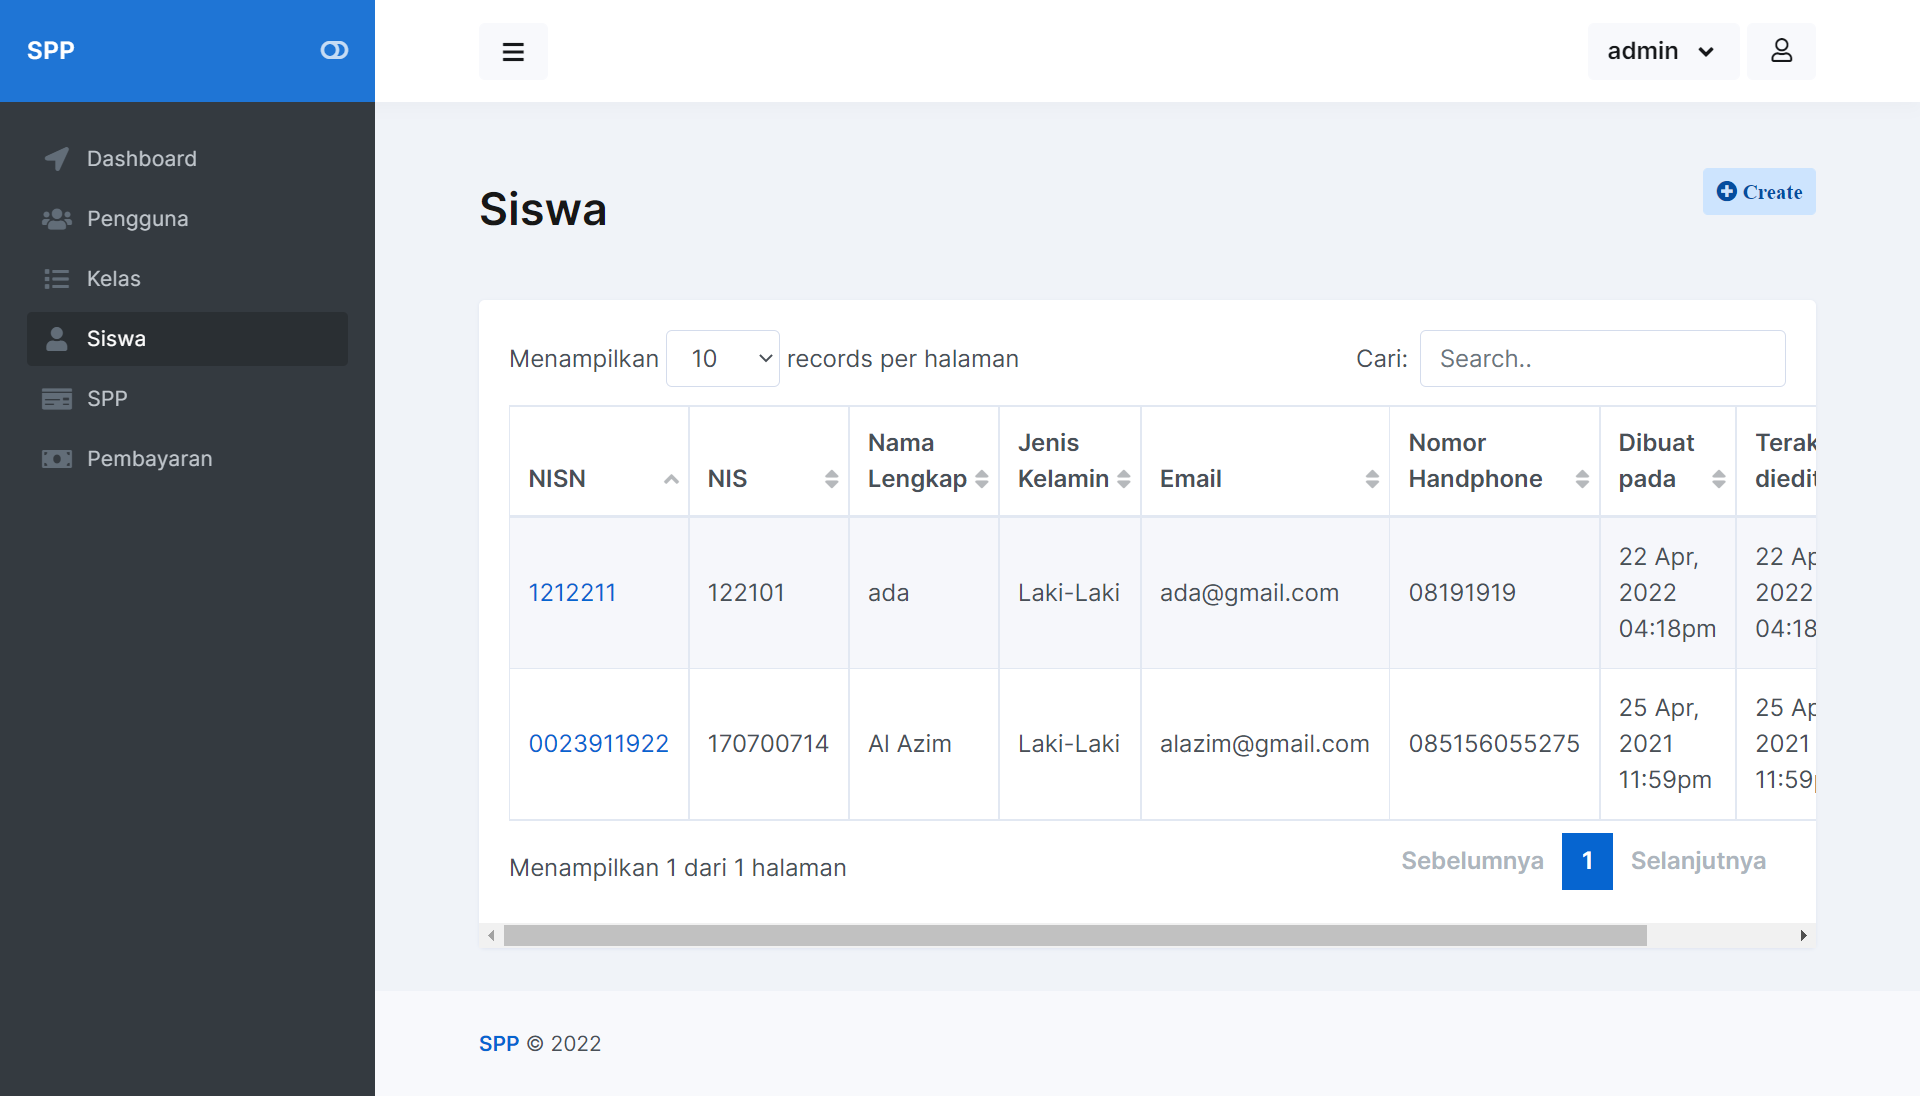 SPP
admin
Dashboard
Pengguna
Kelas
Siswa
SPP
Pembayaran
Siswa
Create
Menampilkan 10 records per halaman
Cari: Search..
NISN
NIS
Nama
Lengkap
Jenis
Kelamin
Email
Nomor
Handphone
Dibuat
pada
Terak
diedit
1212211
122101
ada
Laki-Laki
ada@gmail.com
08191919
22 Apr,
2022
04:18pm
22 Ap
2022
04:18
0023911922
170700714
Al Azim
Laki-Laki
alazim@gmail.com
085156055275
25 Apr,
2021
11:59pm
25 Ap
2021
11:59
Menampilkan 1 dari 1 halaman
Sebelumnya 1 Selanjutnya
SPP © 2022